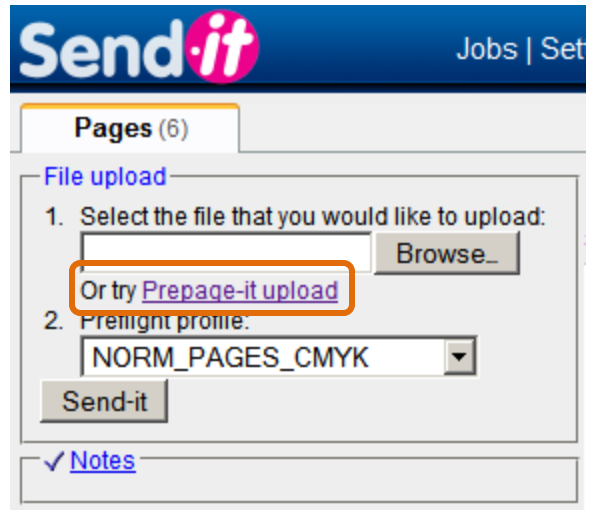 Send-it
Jobs | Set
Pages (6)
File upload
1. Select the file that you would like to upload:
Browse...
Or try Prepage-it upload
2. Preflight profile:
NORM_PAGES_CMYK
Send-it
✓ Notes